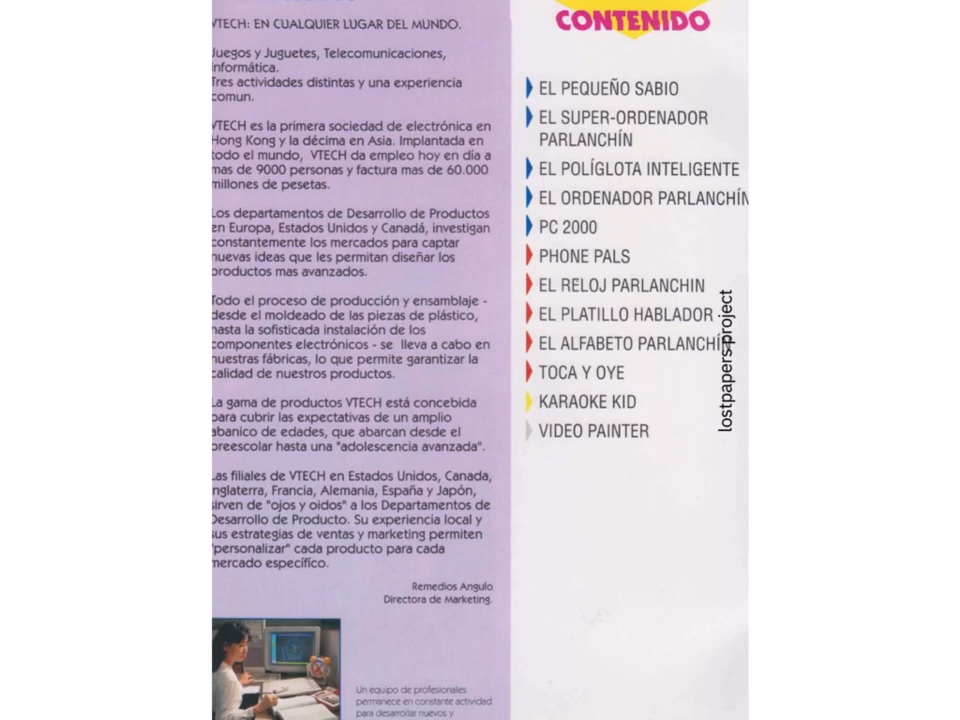 VTECH: EN CUALQUIER LUGAR DEL MUNDO.
Juegos y Juguetes, Telecomunicaciones,
Informática.
Tres actividades distintas y una experiencia
comun.
VTECH es la primera sociedad de electrónica en
Hong Kong y la décima en Asia. Implantada en
todo el mundo, VTECH da empleo hoy en día a
mas de 9000 personas y factura mas de 60.000
millones de pesetas.
Los departamentos de Desarrollo de Productos
en Europa, Estados Unidos y Canadá, investigan
constantemente los mercados para captar
nuevas ideas que les permitan diseñar los
productos mas avanzados.
Todo el proceso de producción y ensamblaje -
desde el moldeado de las piezas de plástico,
hasta la sofisticada instalación de los
componentes electrónicos - se lleva a cabo en
nuestras fábricas, lo que permite garantizar la
calidad de nuestros productos.
La gama de productos VTECH está concebida
para cubrir las expectativas de un amplio
abanico de edades, que abarcan desde el
preescolar hasta una "adolescencia avanzada".
Las filiales de VTECH en Estados Unidos, Canada,
Inglaterra, Francia, Alemania, España y Japón,
sirven de "ojos y oidos" a los Departamentos de
Desarrollo de Producto. Su experiencia local y
sus estrategias de ventas y marketing permiten
"personalizar" cada producto para cada
mercado específico.
Remedios Angulo
Directora de Marketing.
Un equipo de profesionales
permanece en constante actividad
para desarrollar nuevos y
CONTENIDO
EL PEQUEÑO SABIO
EL SUPER-ORDENADOR
PARLANCHÍN
EL POLÍGLOTA INTELIGENTE
EL ORDENADOR PARLANCHÍN
PC 2000
PHONE PALS
EL RELOJ PARLANCHIN
EL PLATILLO HABLADOR
EL ALFABETO PARLANCHÍN
TOCA Y OYE
KARAOKE KID
VIDEO PAINTER
lostpapers.project